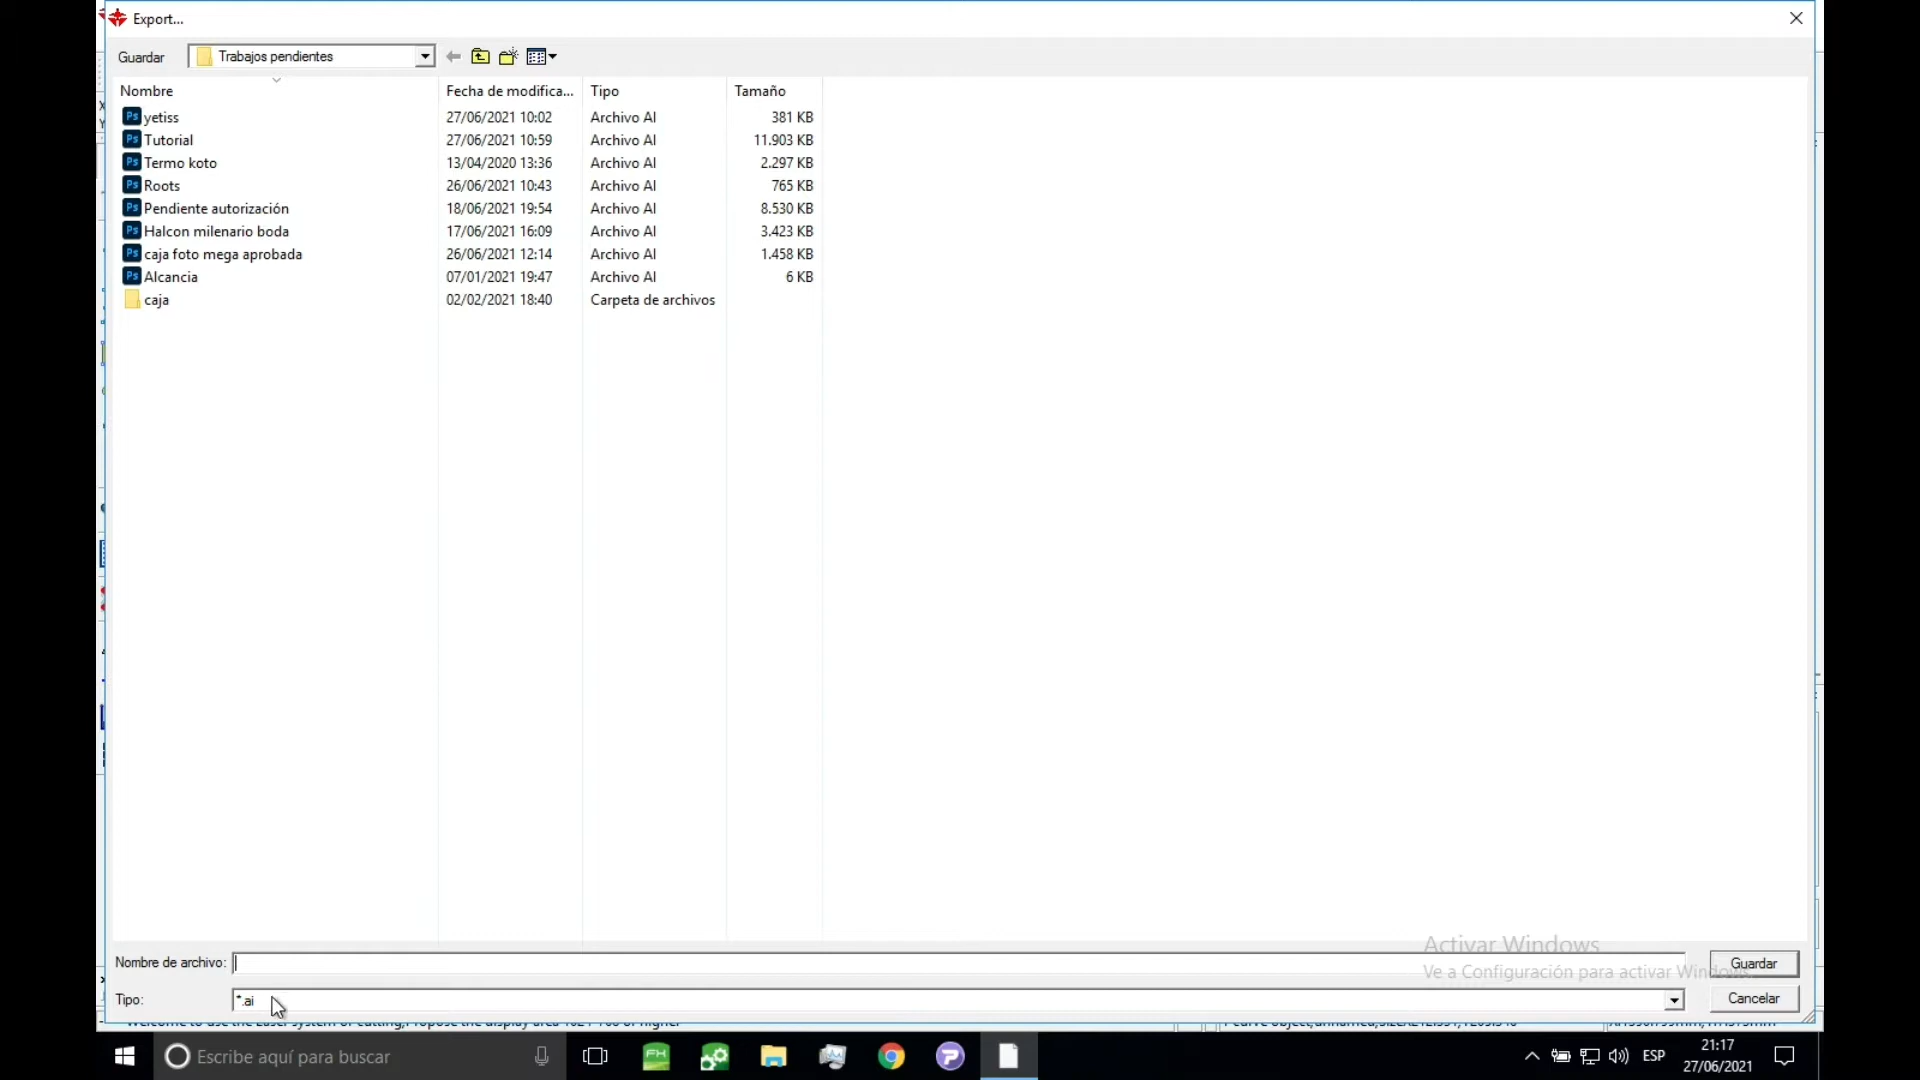 Export...
Guardar Trabajos pendientes
Nombre Fecha de modifica... Tipo Tamaño
yetiss 27/06/2021 10:02 Archivo AI 381 KB
Tutorial 27/06/2021 10:59 Archivo AI 11.903 KB
Termo koto 13/04/2020 13:36 Archivo AI 2.297 KB
Roots 26/06/2021 10:43 Archivo AI 765 KB
Pendiente autorización 18/06/2021 19:54 Archivo AI 8.530 KB
Halcon milenario boda 17/06/2021 16:09 Archivo AI 3.423 KB
caja foto mega aprobada 26/06/2021 12:14 Archivo AI 1.458 KB
Alcancia 07/01/2021 19:47 Archivo AI 6 KB
caja 02/02/2021 18:40 Carpeta de archivos
Activar Windows
Nombre de archivo: Guardar
Ve a Configuración para activar Windows.
Tipo: *.ai Cancelar
Escribe aquí para buscar
ESP
21:17
27/06/2021